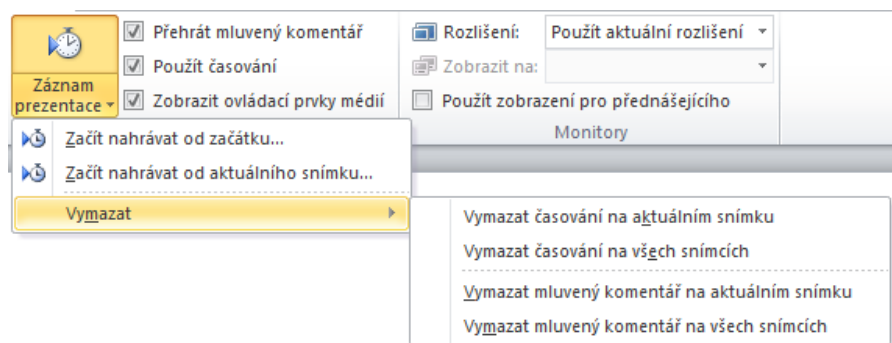 Záznam
prezentace
Přehrát mluvený komentář
Použít časování
Zobrazit ovládací prvky médií
Rozlišení: Použít aktuální rozlišení
Zobrazit na:
Použít zobrazení pro přednášejícího
Monitory
Začít nahrávat od začátku...
Začít nahrávat od aktuálního snímku...
Vymazat
Vymazat časování na aktuálním snímku
Vymazat časování na všech snímcích
Vymazat mluvený komentář na aktuálním snímku
Vymazat mluvený komentář na všech snímcích